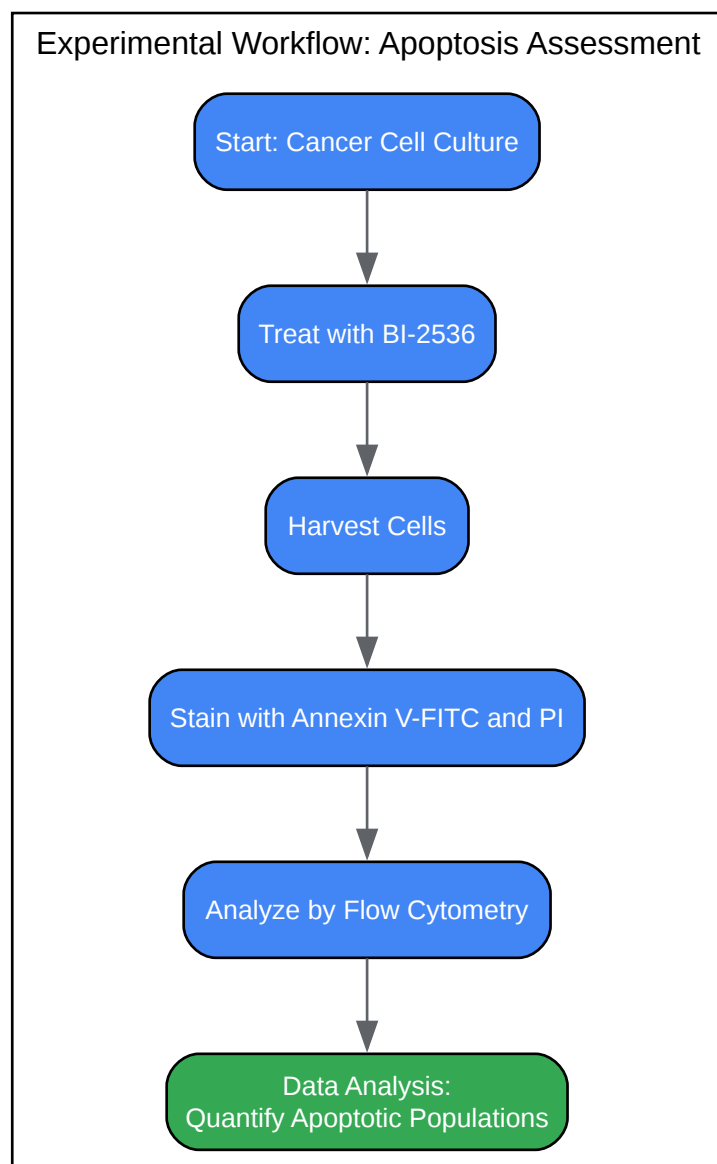 Experimental Workflow: Apoptosis Assessment
Start: Cancer Cell Culture
Treat with BI-2536
Harvest Cells
Stain with Annexin V-FITC and PI
Analyze by Flow Cytometry
Data Analysis:
Quantify Apoptotic Populations